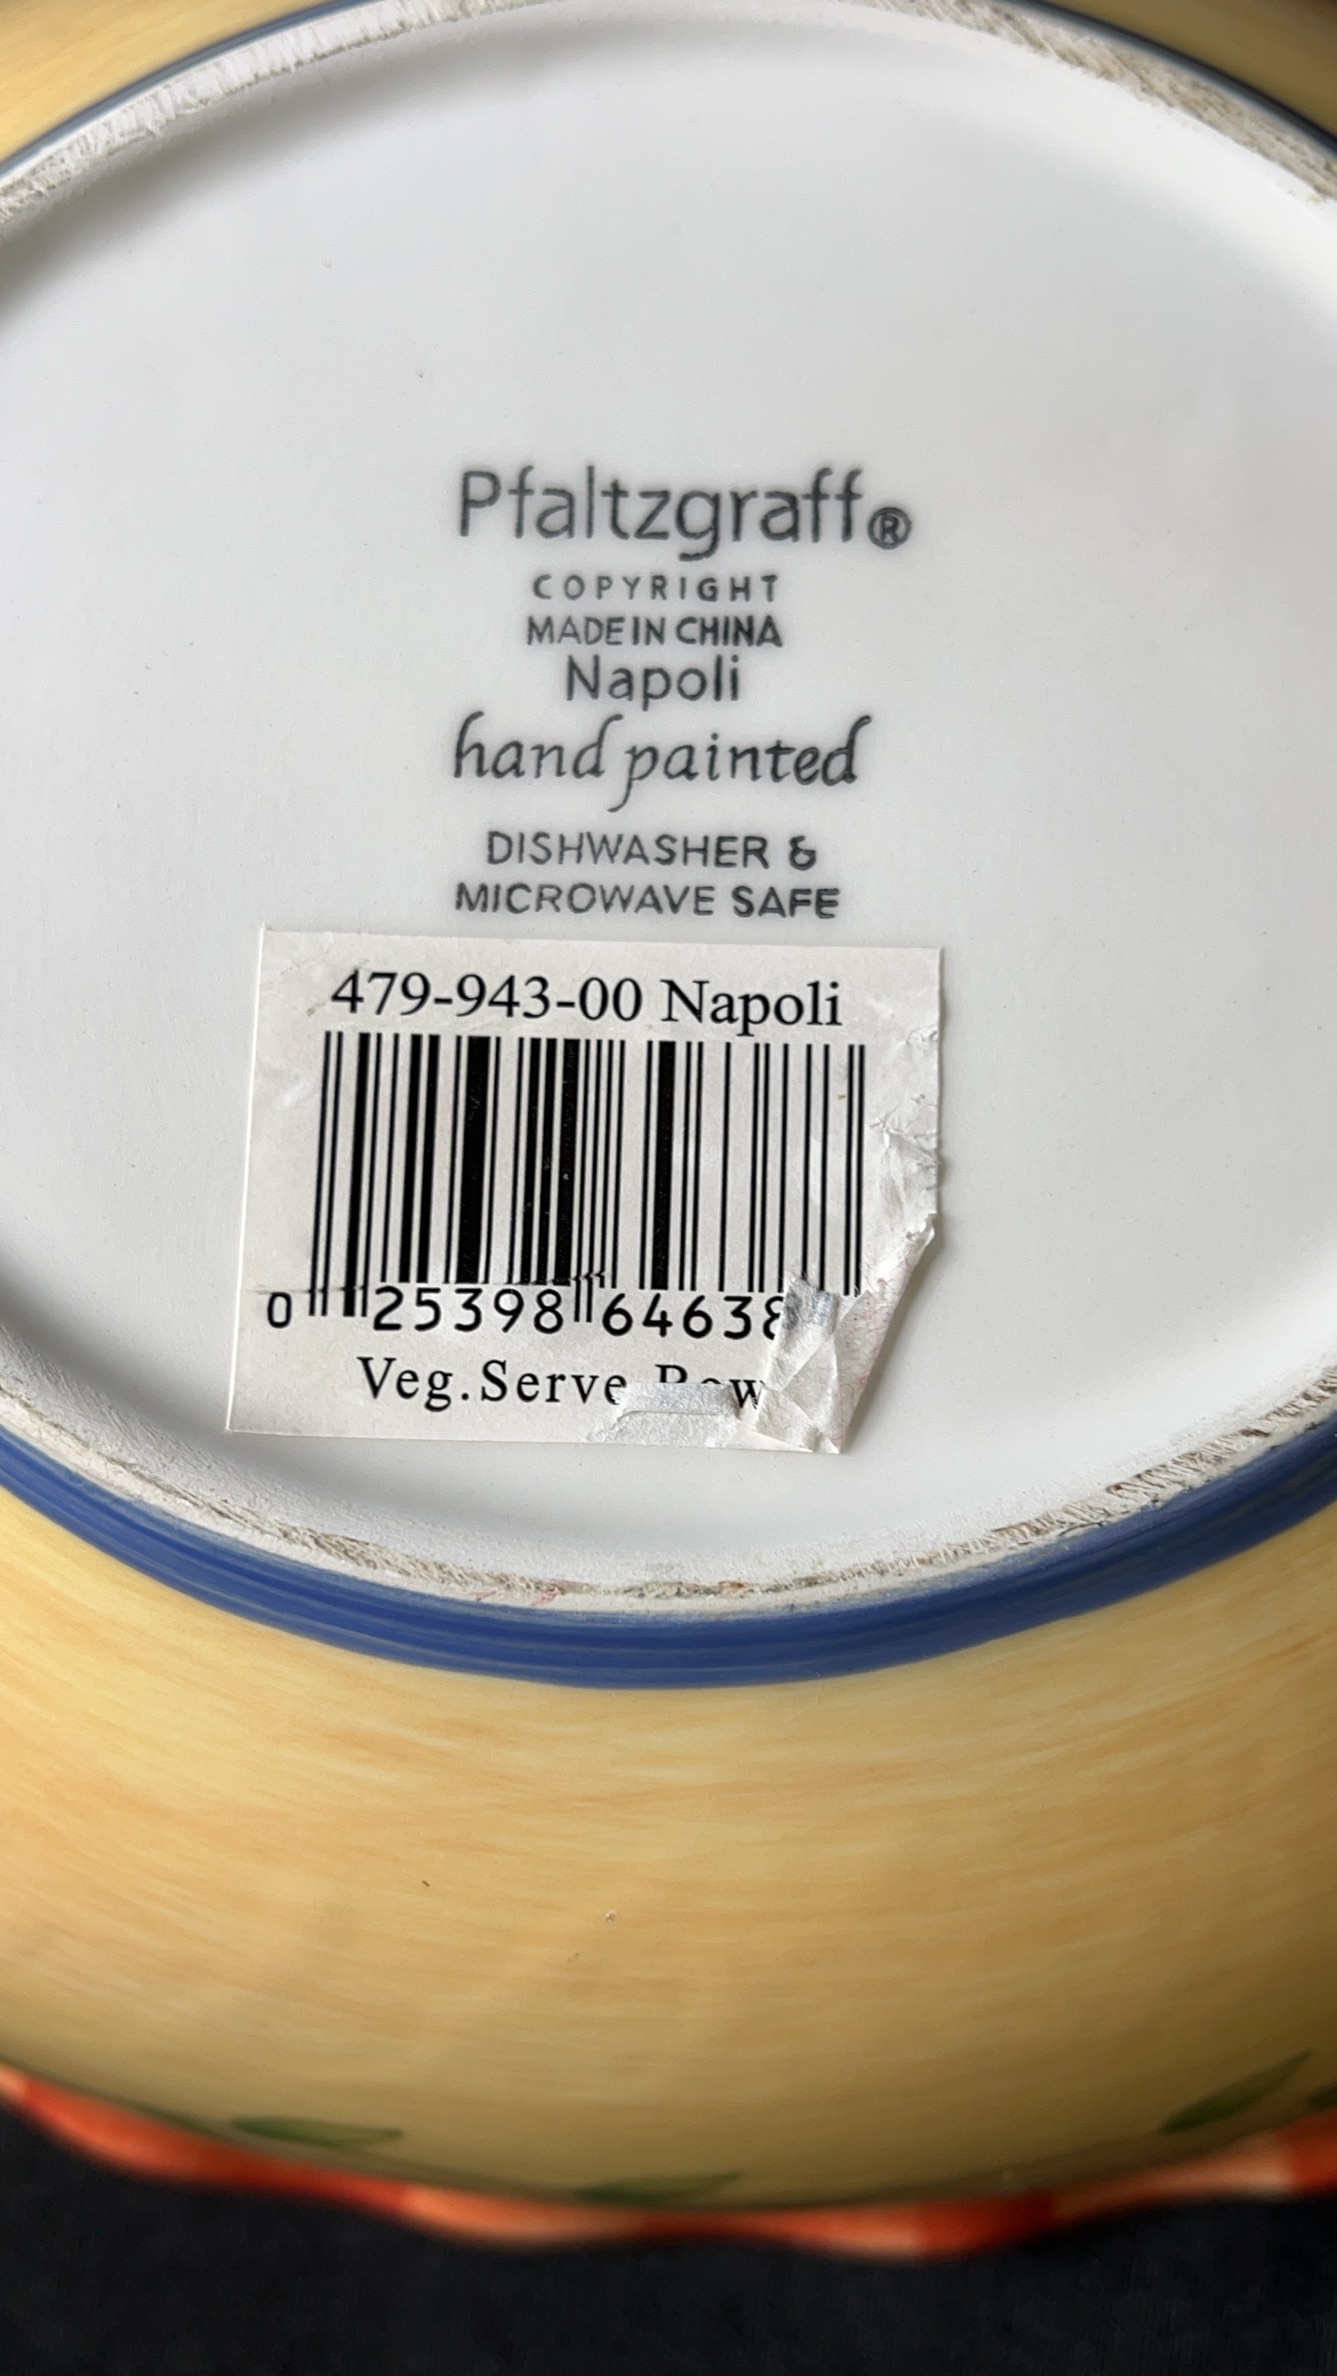 Pfaltzgraff®
COPYRIGHT
MADE IN CHINA
Napoli
hand painted
DISHWASHER &
MICROWAVE SAFE
479-943-00 Napoli
0 25398 64638
Veg.Serve